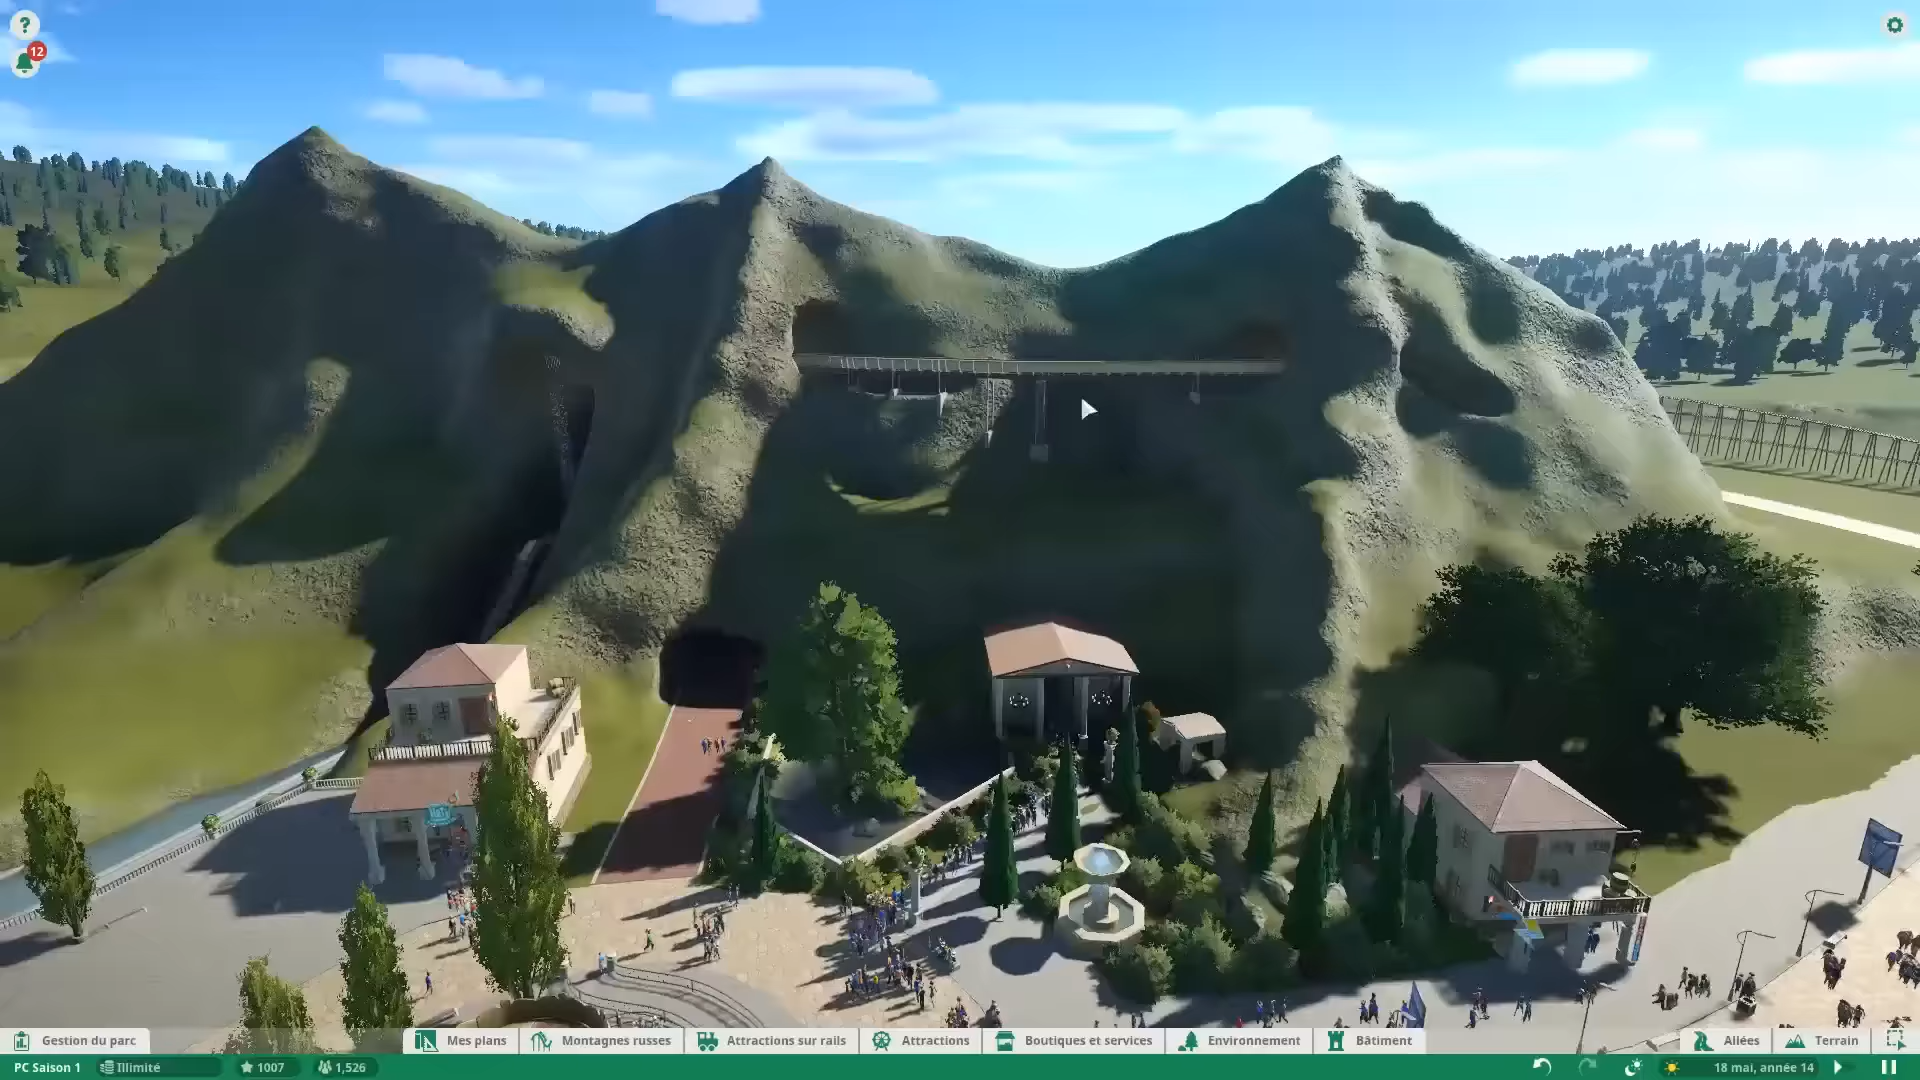 ?
12
Gestion du parc
Mes plans
Montagnes russes
Attractions sur rails
Attractions
Boutiques et services
Environnement
Bâtiment
Allées
Terrain
PC Saison 1
Illimité
1007
1,526
18 mai, année 14